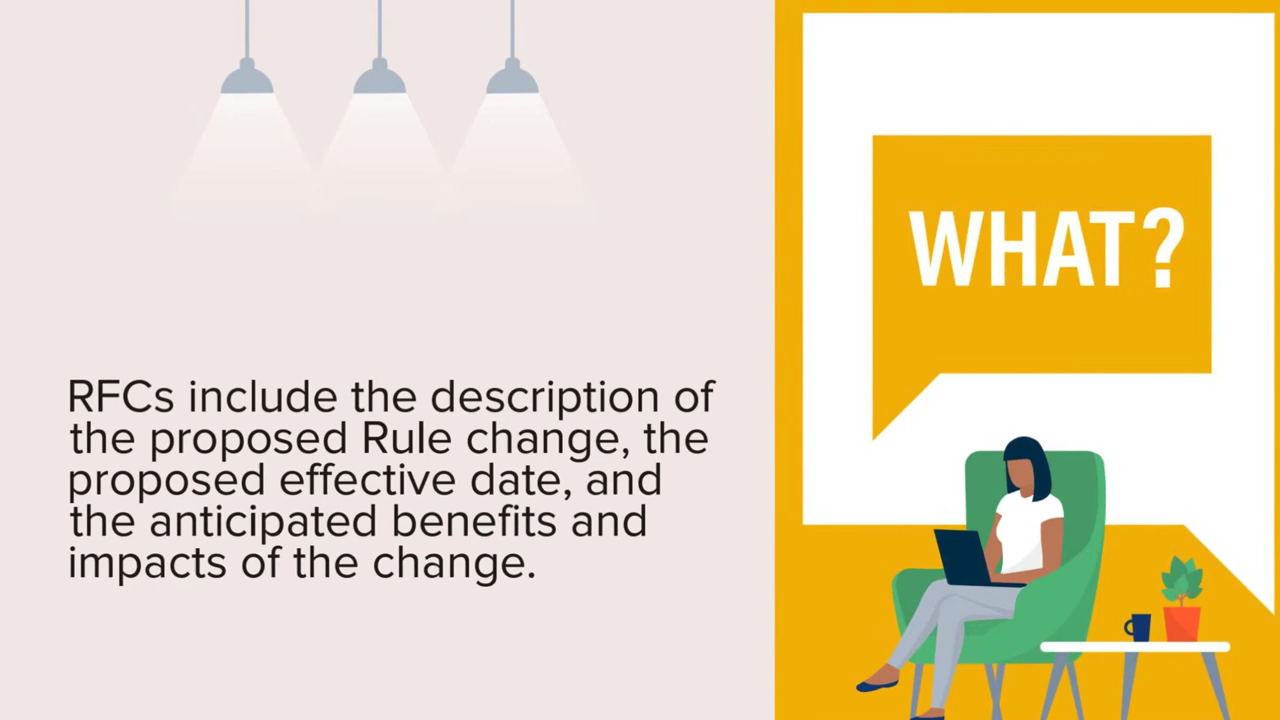 RFCs include the description of
the proposed Rule change, the
proposed effective date, and
the anticipated benefits and
impacts of the change.
WHAT?